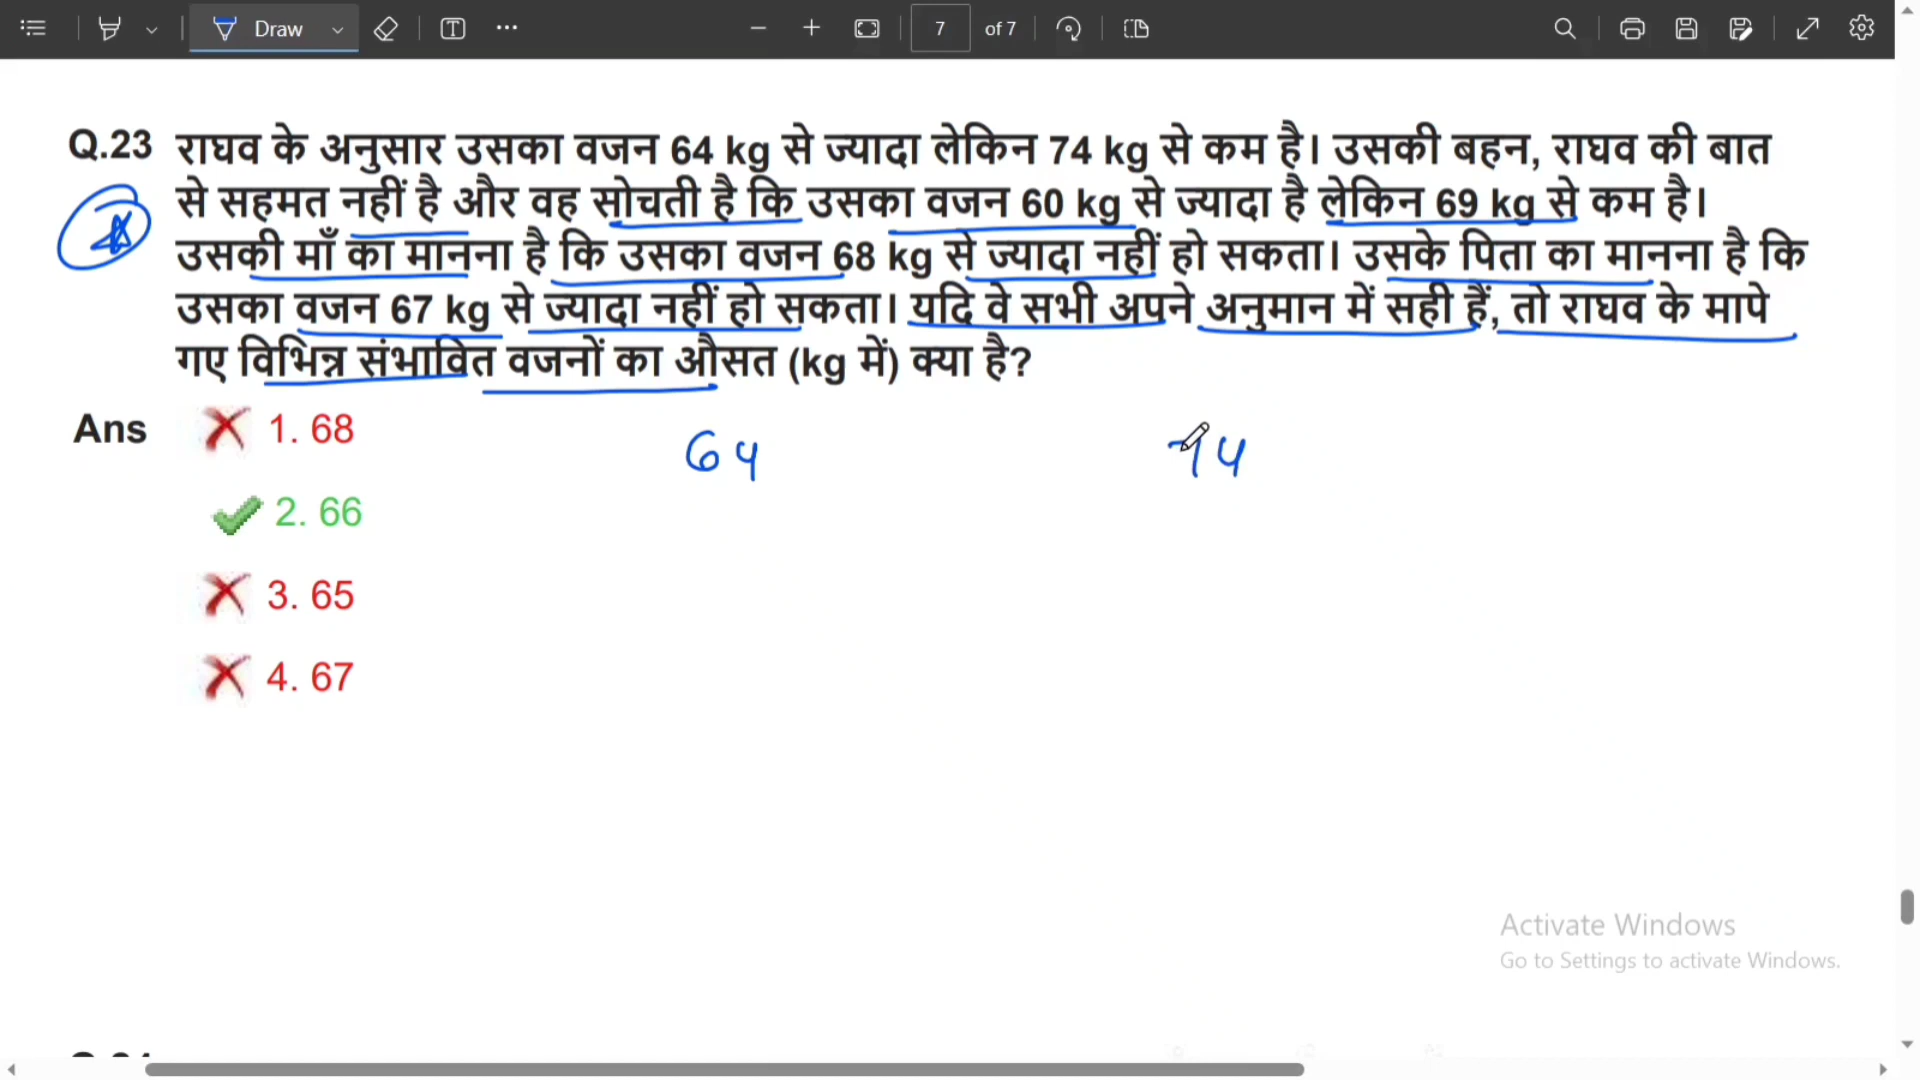 Draw
7 of 7
Q.23 राघव के अनुसार उसका वजन 64 kg से ज्यादा लेकिन 74 kg से कम है। उसकी बहन, राघव की बात
से सहमत नहीं है और वह सोचती है कि उसका वजन 60 kg से ज्यादा है लेकिन 69 kg से कम है।
उसकी माँ का मानना है कि उसका वजन 68 kg से ज्यादा नहीं हो सकता। उसके पिता का मानना है कि
उसका वजन 67 kg से ज्यादा नहीं हो सकता। यदि वे सभी अपने अनुमान में सही हैं, तो राघव के मापे
गए विभिन्न संभावित वजनों का औसत (kg में) क्या है?
Ans 1. 68
64 74
2. 66
3. 65
4. 67
Activate Windows
Go to Settings to activate Windows.